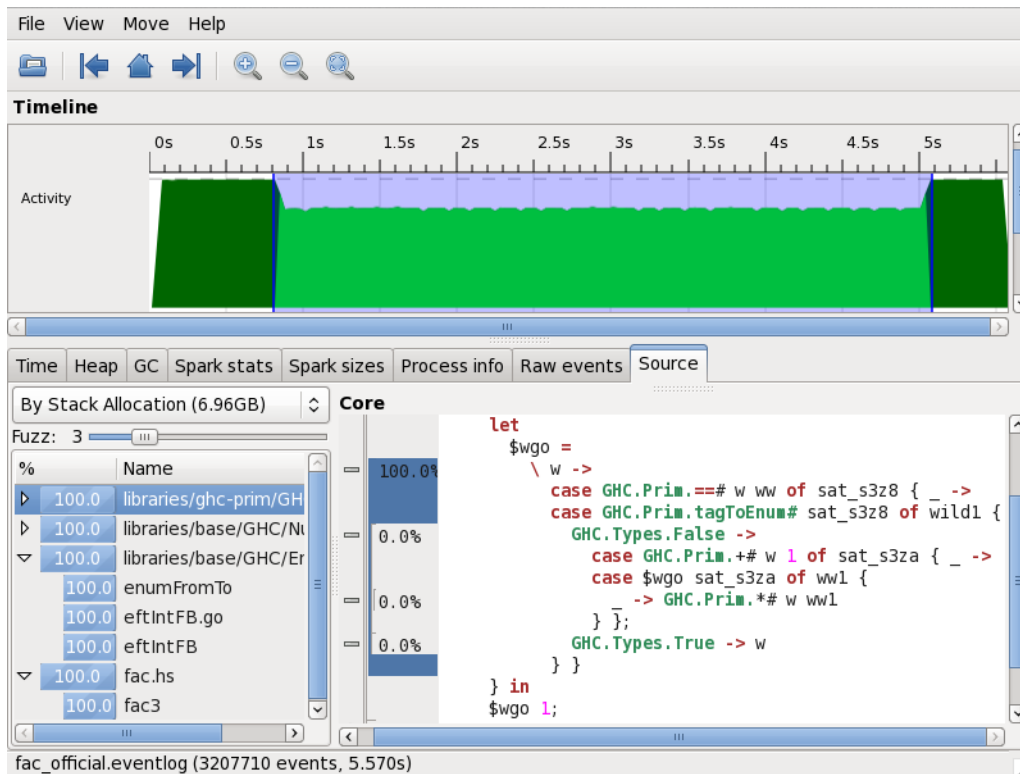 File View Move Help
Timeline
0s 0.5s 1s 1.5s 2s 2.5s 3s 3.5s 4s 4.5s 5s
Activity
Time Heap GC Spark stats Spark sizes Process info Raw events Source
By Stack Allocation (6.96GB)
Fuzz: 3
% Name
100.0 libraries/ghc-prim/GH
100.0 libraries/base/GHC/Nu
100.0 libraries/base/GHC/Er
100.0 enumFromTo
100.0 eftIntFB.go
100.0 eftIntFB
100.0 fac.hs
100.0 fac3
Core
let
$wgo =
100.0% \ w ->
case GHC.Prim.==# w ww of sat_s3z8 { _ ->
case GHC.Prim.tagToEnum# sat_s3z8 of wild1 {
0.0% GHC.Types.False ->
case GHC.Prim.+# w 1 of sat_s3za { _ ->
case $wgo sat_s3za of ww1 {
0.0% _ -> GHC.Prim.*# w ww1
} };
0.0% GHC.Types.True -> w
} }
} in
$wgo 1;
fac_official.eventlog (3207710 events, 5.570s)